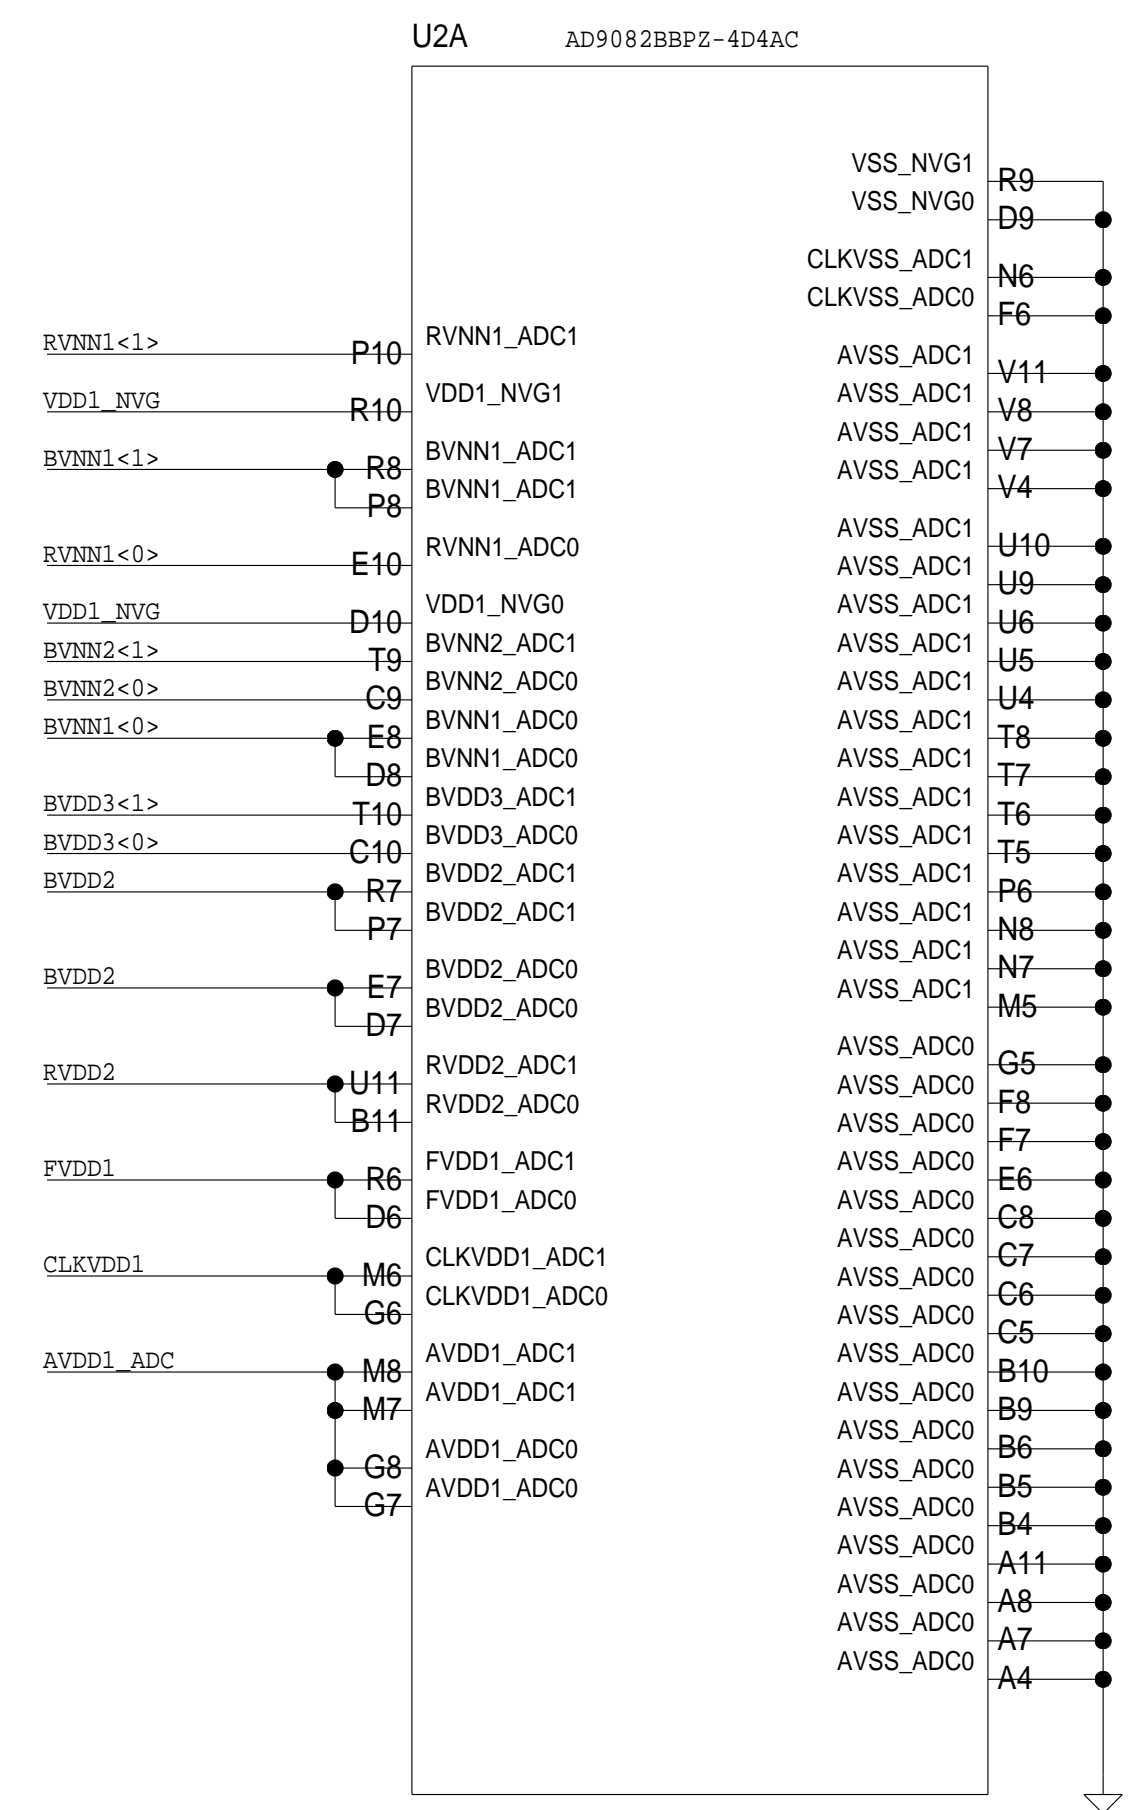 U2A AD9082BBPZ-4D4AC
VSS_NVG1 R9
VSS_NVG0 D9
CLKVSS_ADC1 N6
CLKVSS_ADC0 F6
RVNN1<1> P10 RVNN1_ADC1
AVSS_ADC1 V11
VDD1_NVG R10 VDD1_NVG1 AVSS_ADC1 V8
AVSS_ADC1 V7
BVNN1<1> R8 BVNN1_ADC1 AVSS_ADC1 V4
P8 BVNN1_ADC1
RVNN1<0> E10 RVNN1_ADC0 AVSS_ADC1 U10
AVSS_ADC1 U9
VDD1_NVG D10 VDD1_NVG0 AVSS_ADC1 U6
BVNN2<1> T9 BVNN2_ADC1 AVSS_ADC1 U5
BVNN2<0> C9 BVNN2_ADC0 AVSS_ADC1 U4
BVNN1<0> E8 BVNN1_ADC0 AVSS_ADC1 T8
D8 BVNN1_ADC0 AVSS_ADC1 T7
BVDD3<1> T10 BVDD3_ADC1 AVSS_ADC1 T6
BVDD3<0> C10 BVDD3_ADC0 AVSS_ADC1 T5
BVDD2 R7 BVDD2_ADC1 AVSS_ADC1 P6
P7 BVDD2_ADC1 AVSS_ADC1 N8
AVSS_ADC1 N7
BVDD2 E7 BVDD2_ADC0 AVSS_ADC1 M5
D7 BVDD2_ADC0
RVDD2 U11 RVDD2_ADC1 AVSS_ADC0 G5
B11 RVDD2_ADC0 AVSS_ADC0 F8
AVSS_ADC0 F7
FVDD1 R6 FVDD1_ADC1 AVSS_ADC0 E6
D6 FVDD1_ADC0 AVSS_ADC0 C8
AVSS_ADC0 C7
CLKVDD1 M6 CLKVDD1_ADC1 AVSS_ADC0 C6
G6 CLKVDD1_ADC0 AVSS_ADC0 C5
AVDD1_ADC M8 AVDD1_ADC1 AVSS_ADC0 B10
M7 AVDD1_ADC1 AVSS_ADC0 B9
AVSS_ADC0 B6
G8 AVDD1_ADC0 AVSS_ADC0 B5
G7 AVDD1_ADC0 AVSS_ADC0 B4
AVSS_ADC0 A11
AVSS_ADC0 A8
AVSS_ADC0 A7
AVSS_ADC0 A4